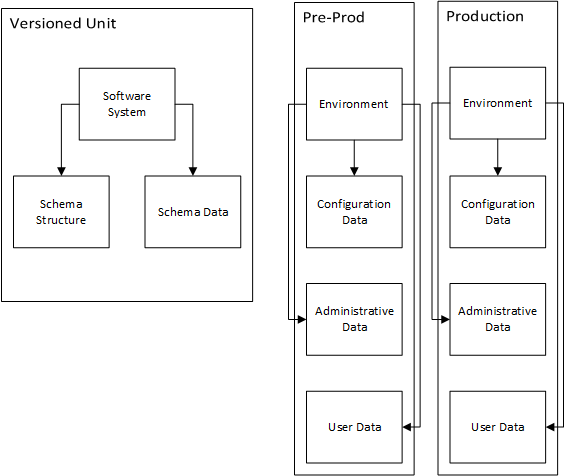 Versioned Unit
Software
System
Schema
Structure
Schema Data
Pre-Prod
Environment
Configuration
Data
Administrative
Data
User Data
Production
Environment
Configuration
Data
Administrative
Data
User Data